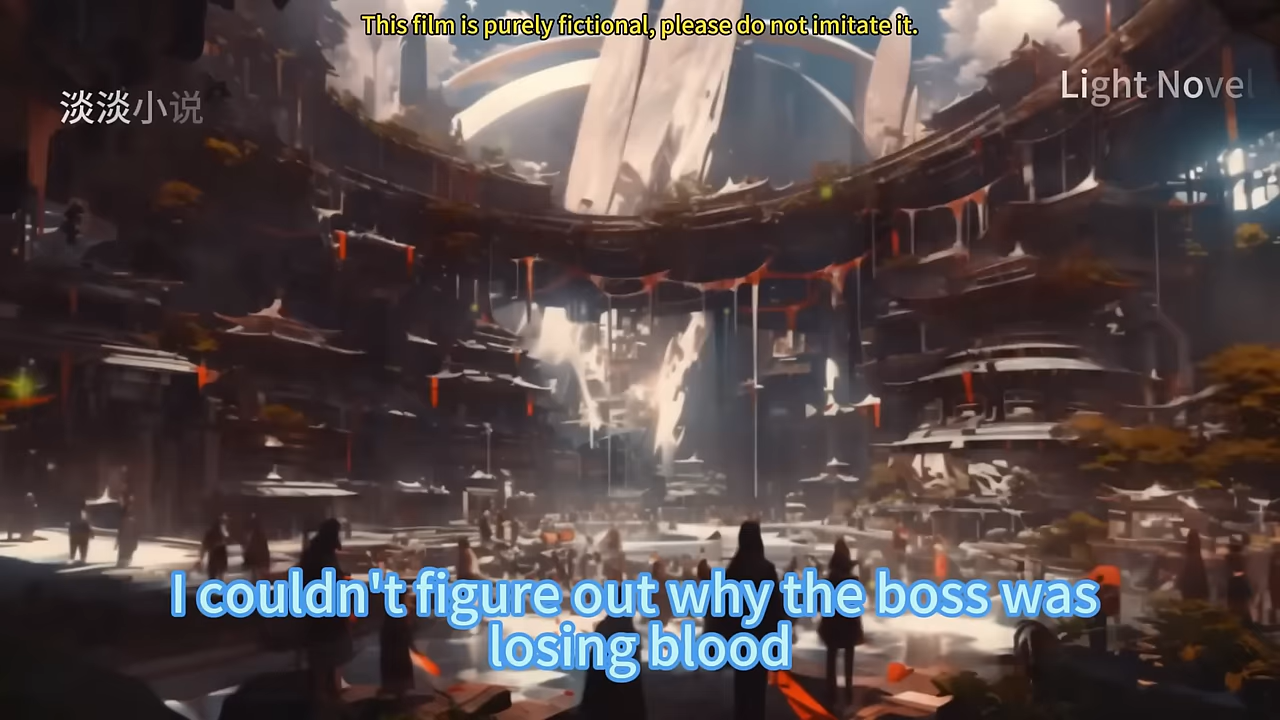 This film is purely fictional, please do not imitate it.
淡淡小说
Light Novel
I couldn't figure out why the boss was
losing blood